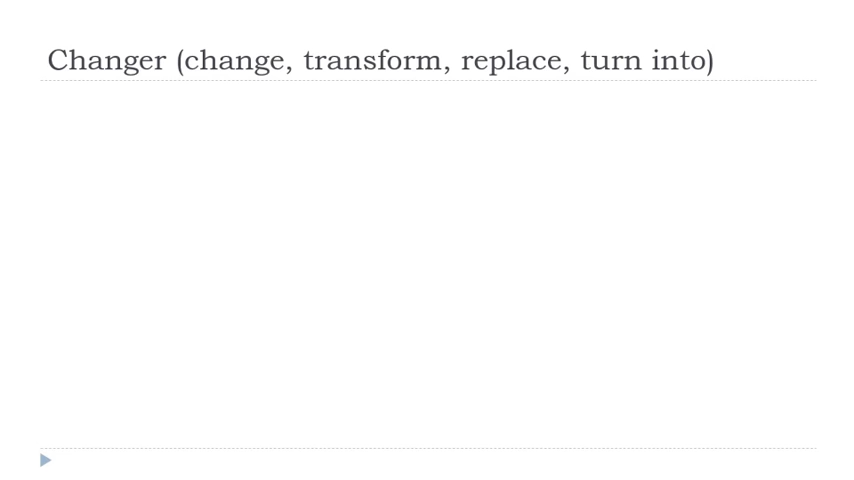 Changer (change, transform, replace, turn into)